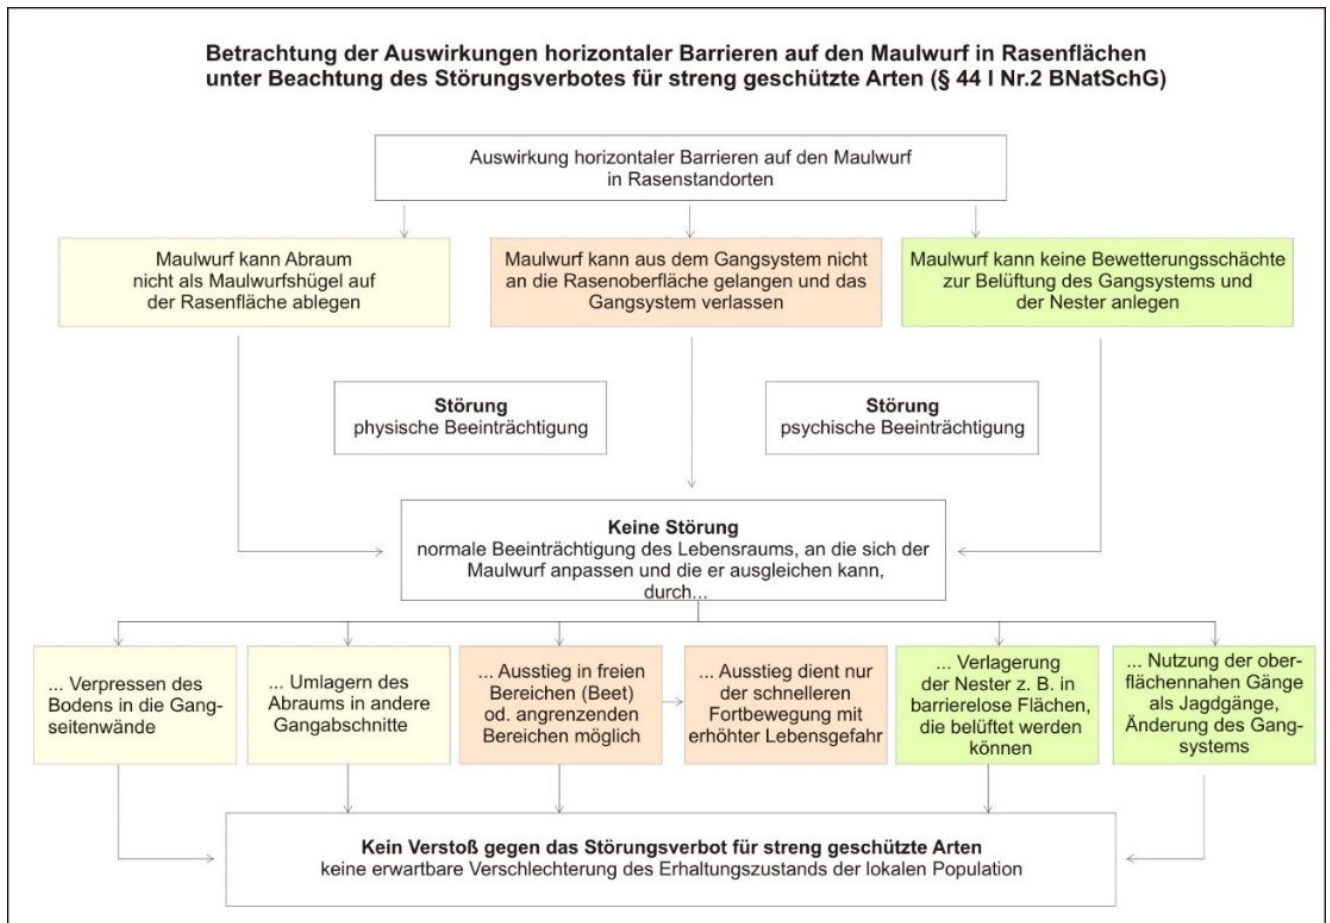 Betrachtung der Auswirkungen horizontaler Barrieren auf den Maulwurf in Rasenflächen
unter Beachtung des Störungsverbotes für streng geschützte Arten (§ 44 I Nr.2 BNatSchG)
Auswirkung horizontaler Barrieren auf den Maulwurf
in Rasenstandorten
Maulwurf kann Abraum
nicht als Maulwurfshügel auf
der Rasenfläche ablegen
Maulwurf kann aus dem Gangsystem nicht
an die Rasenoberfläche gelangen und das
Gangsystem verlassen
Maulwurf kann keine Bewetterungsschächte
zur Belüftung des Gangsystems und
der Nester anlegen
Störung
physische Beeinträchtigung
Störung
psychische Beeinträchtigung
Keine Störung
normale Beeinträchtigung des Lebensraums, an die sich der
Maulwurf anpassen und die er ausgleichen kann,
durch...
... Verpressen des
Bodens in die Gang-
seitenwände
... Umlagern des
Abraums in andere
Gangabschnitte
... Ausstieg in freien
Bereichen (Beet)
od. angrenzenden
Bereichen möglich
... Ausstieg dient nur
der schnelleren
Fortbewegung mit
erhöhter Lebensgefahr
... Verlagerung
der Nester z. B. in
barrierelose Flächen,
die belüftet werden
können
... Nutzung der ober-
flächennahen Gänge
als Jagdgänge,
Änderung des Gang-
systems
Kein Verstoß gegen das Störungsverbot für streng geschützte Arten
keine erwartbare Verschlechterung des Erhaltungszustands der lokalen Population